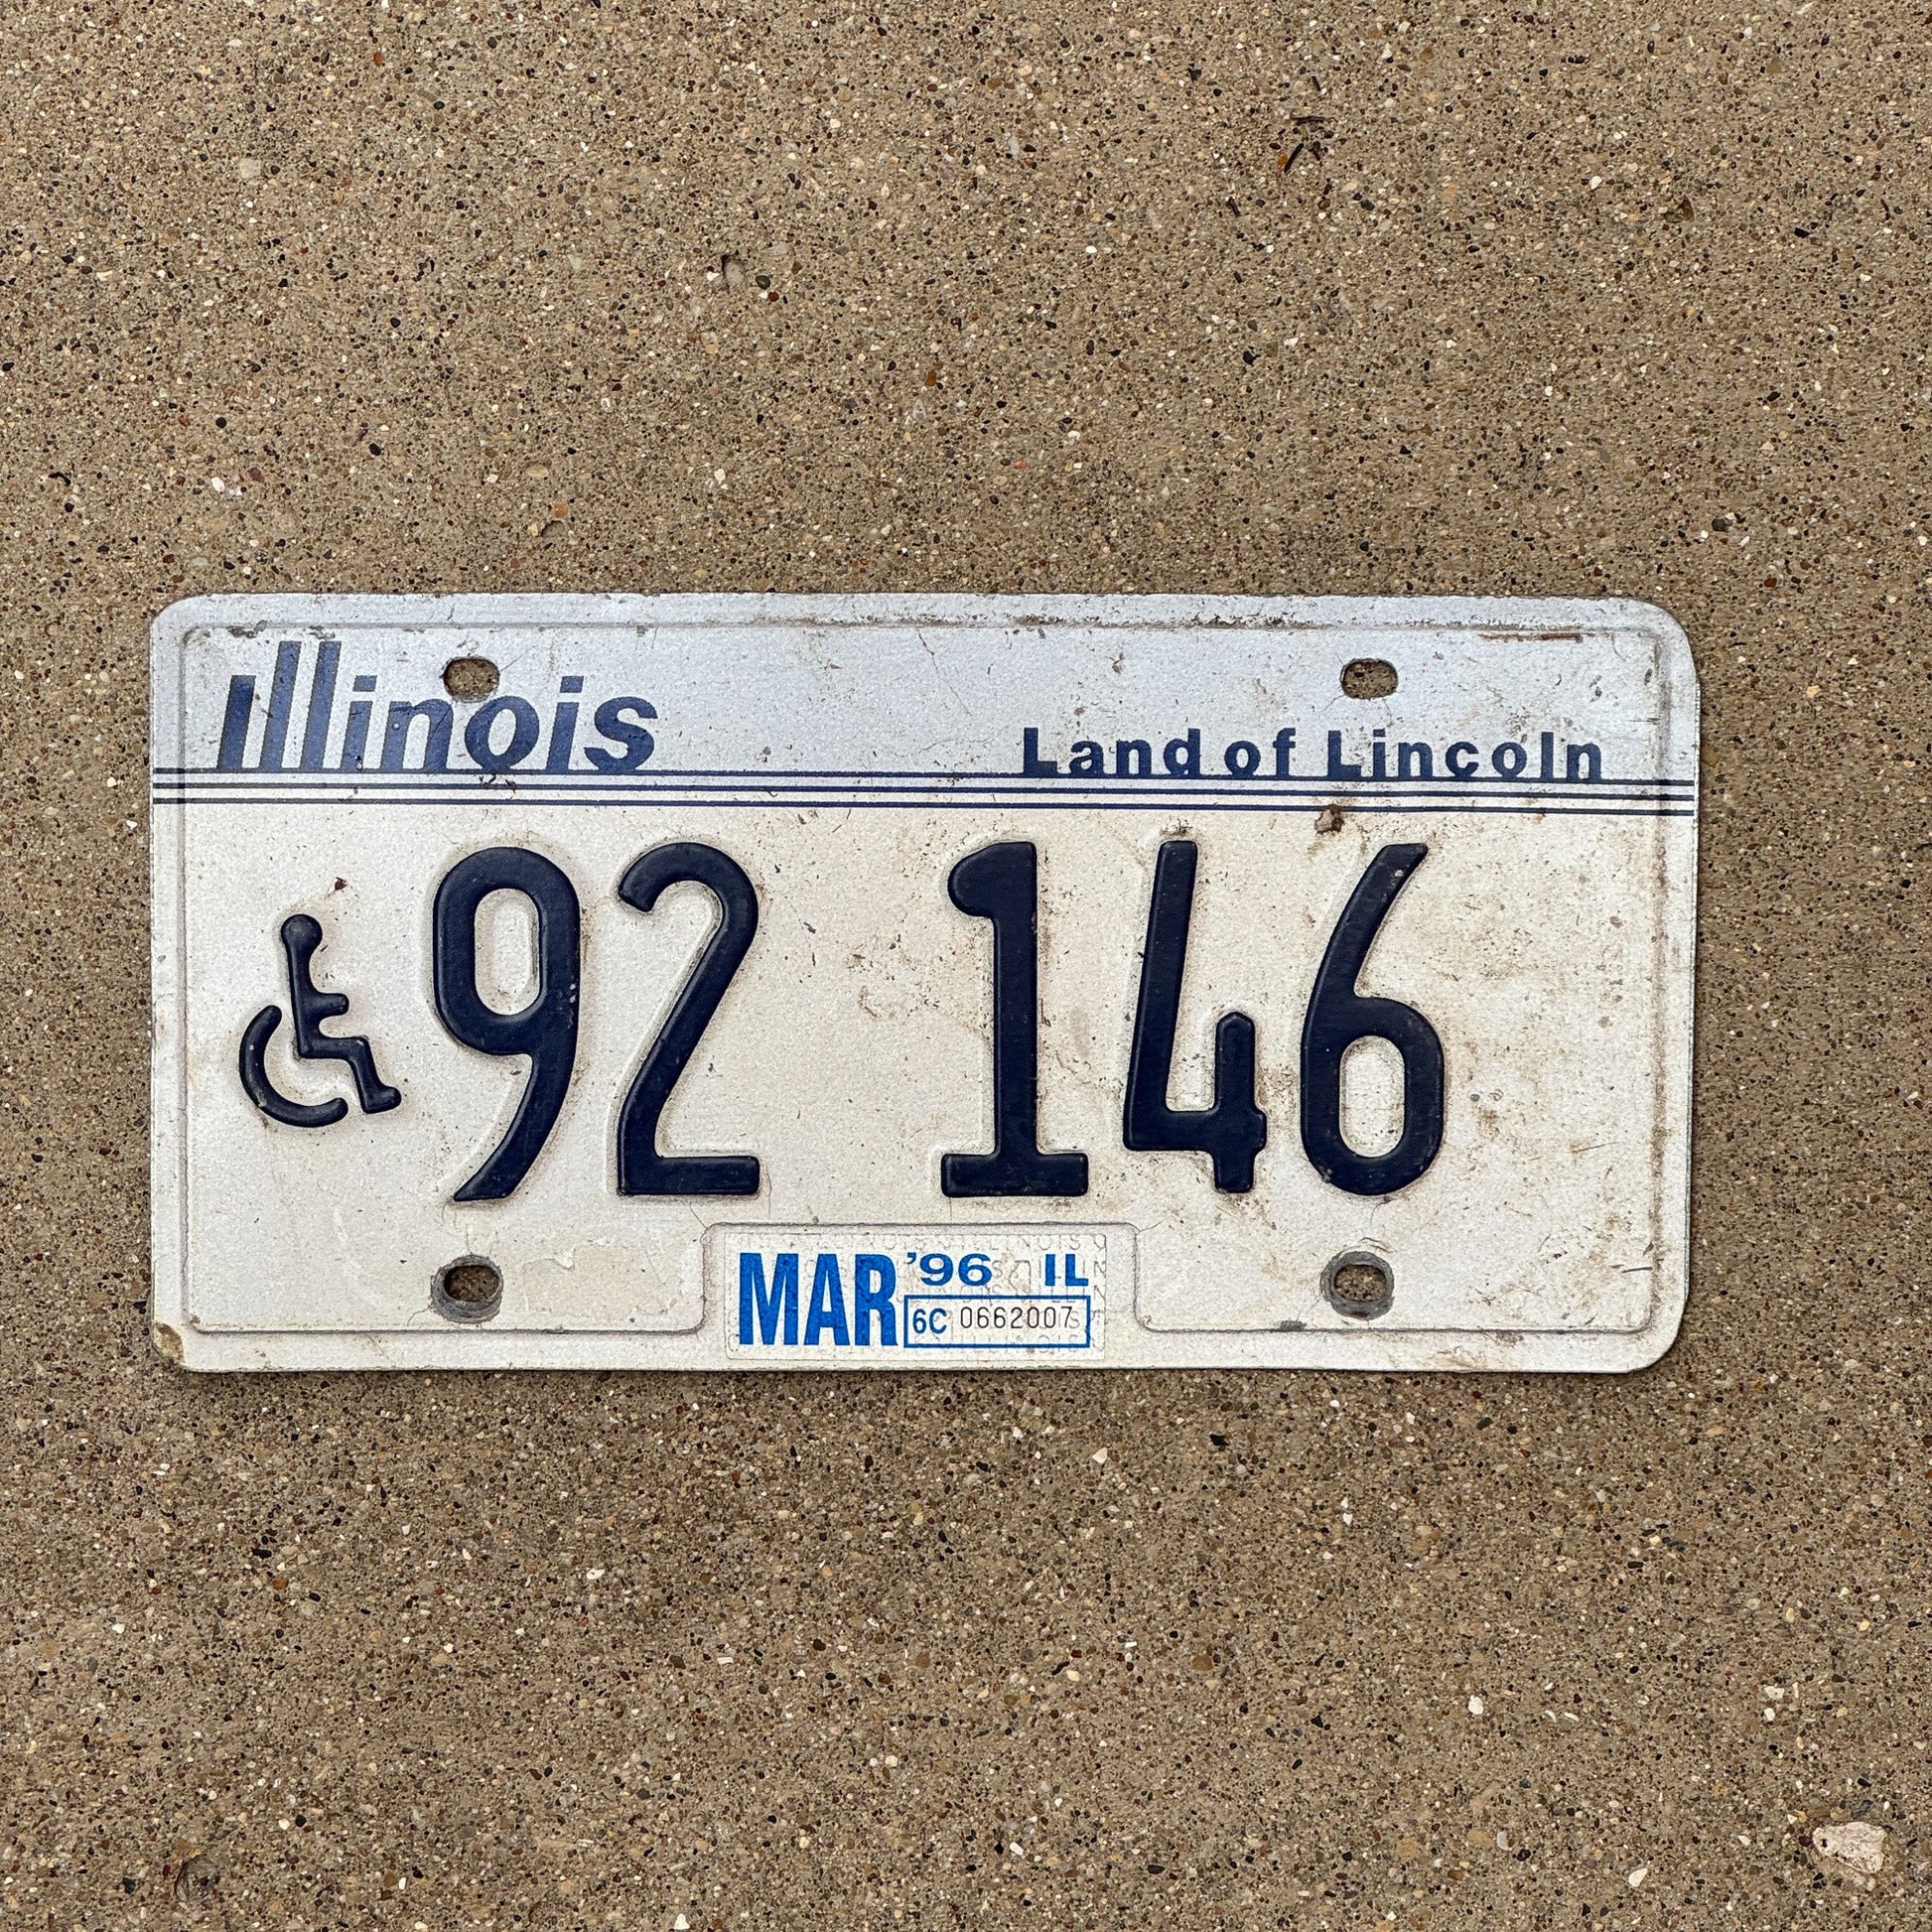 Illinois
Land of Lincoln
92 146
MAR '96 IL
6C 0662007